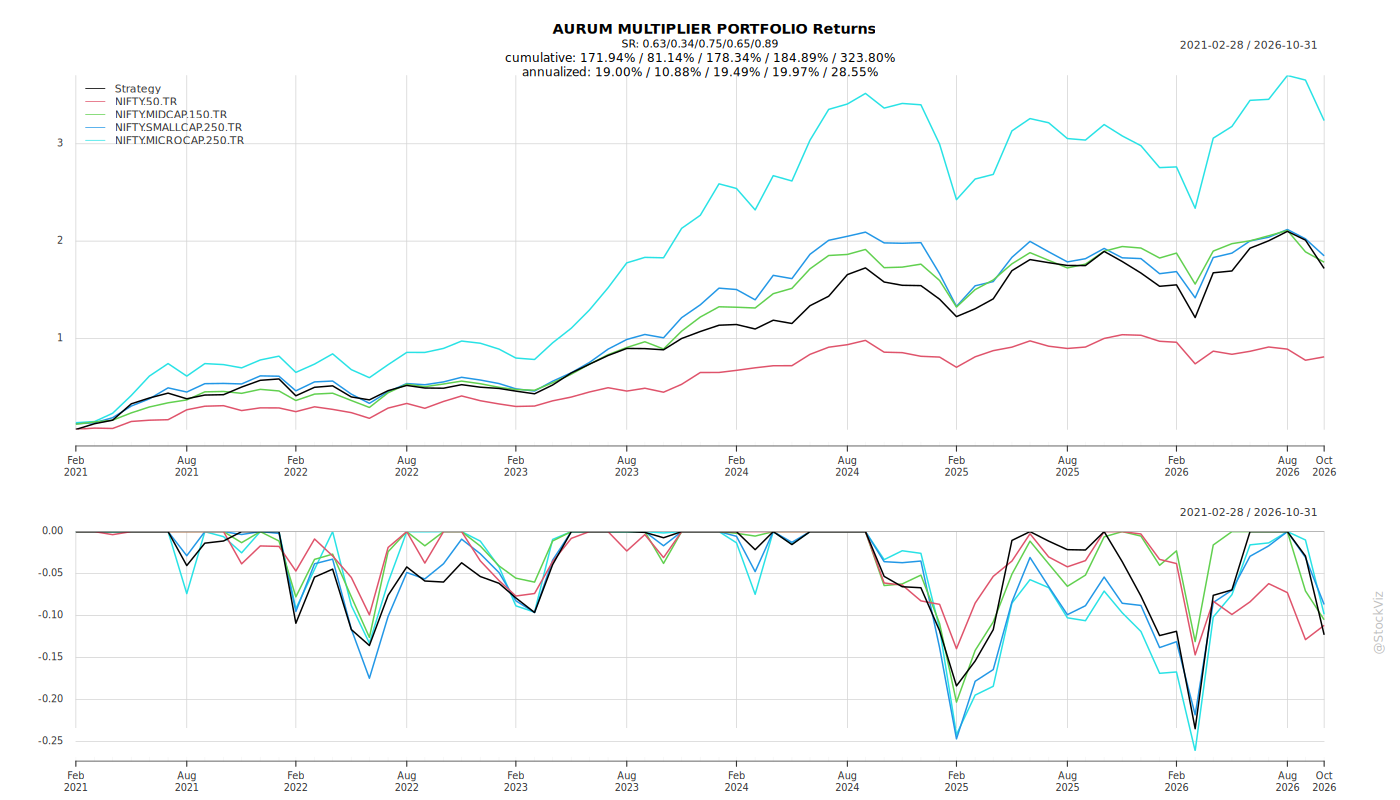 AURUM MULTIPLIER PORTFOLIO Returns
SR: 0.63/0.34/0.75/0.65/0.89
cumulative: 171.94% / 81.14% / 178.34% / 184.89% / 323.80%
annualized: 19.00% / 10.88% / 19.49% / 19.97% / 28.55%
2021-02-28 / 2026-10-31
Strategy
NIFTY.50.TR
NIFTY.MIDCAP.150.TR
NIFTY.SMALLCAP.250.TR
NIFTY.MICROCAP.250.TR
3
2
1
Feb Aug Feb Aug Feb Aug Feb Aug Feb Aug Feb Aug Oct
2021 2021 2022 2022 2023 2023 2024 2024 2025 2025 2026 2026 2026
2021-02-28 / 2026-10-31
0.00
-0.05
-0.10
-0.15
-0.20
-0.25
Feb Aug Feb Aug Feb Aug Feb Aug Feb Aug Feb Aug Oct
2021 2021 2022 2022 2023 2023 2024 2024 2025 2025 2026 2026 2026
@StockViz